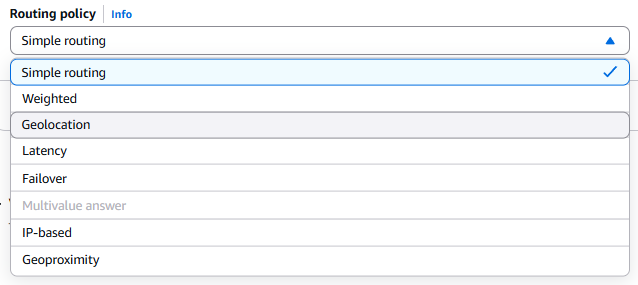 Routing policy Info
Simple routing
Simple routing
Weighted
Geolocation
Latency
Failover
Multivalue answer
IP-based
Geoproximity